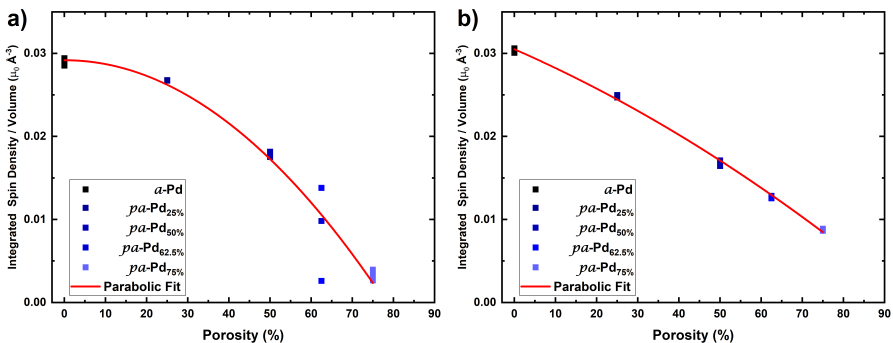 a)
Integrated Spin Density / Volume (μ₀ Å⁻³)
0.03
0.02
0.01
0.00
a-Pd
pa-Pd25%
pa-Pd50%
pa-Pd62.5%
pa-Pd75%
Parabolic Fit
0 10 20 30 40 50 60 70 80 90
Porosity (%)
b)
Integrated Spin Density / Volume (μ₀ Å⁻³)
0.03
0.02
0.01
0.00
a-Pd
pa-Pd25%
pa-Pd50%
pa-Pd62.5%
pa-Pd75%
Parabolic Fit
0 10 20 30 40 50 60 70 80 90
Porosity (%)